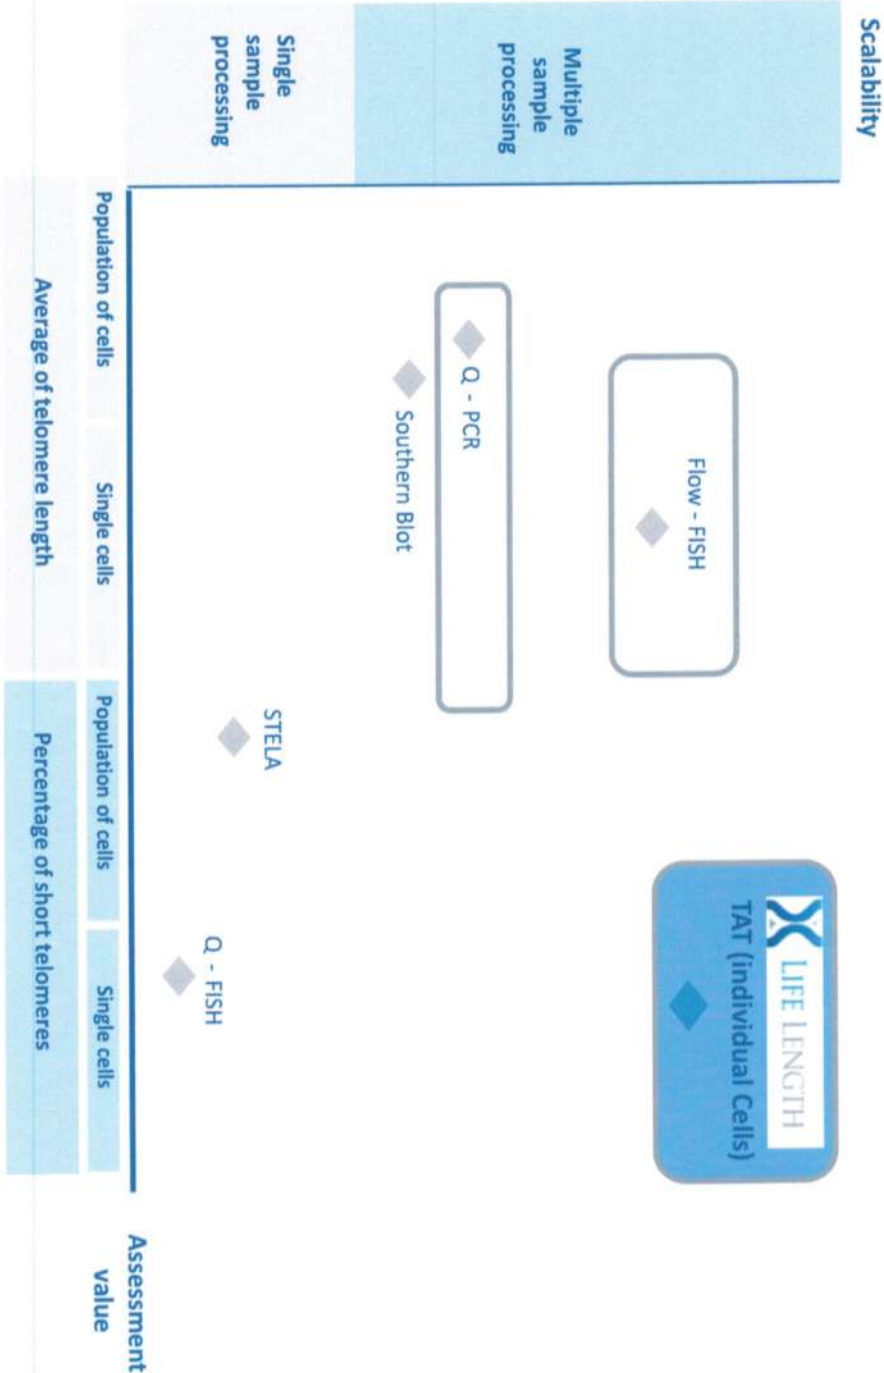 Scalability
Multiple
sample
processing
Single
sample
processing
LIFE LENGTH
TAT (individual Cells)
Flow - FISH
Q - PCR
Southern Blot
STELA
Q - FISH
Population of cells
Single cells
Population of cells
Single cells
Average of telomere length
Percentage of short telomeres
Assessment
value